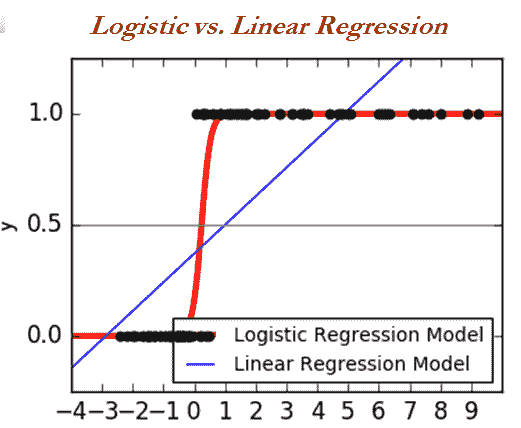 Logistic vs. Linear Regression
1.0
0.5
y
0.0
Logistic Regression Model
Linear Regression Model
−4 −3 −2 −1 0 1 2 3 4 5 6 7 8 9